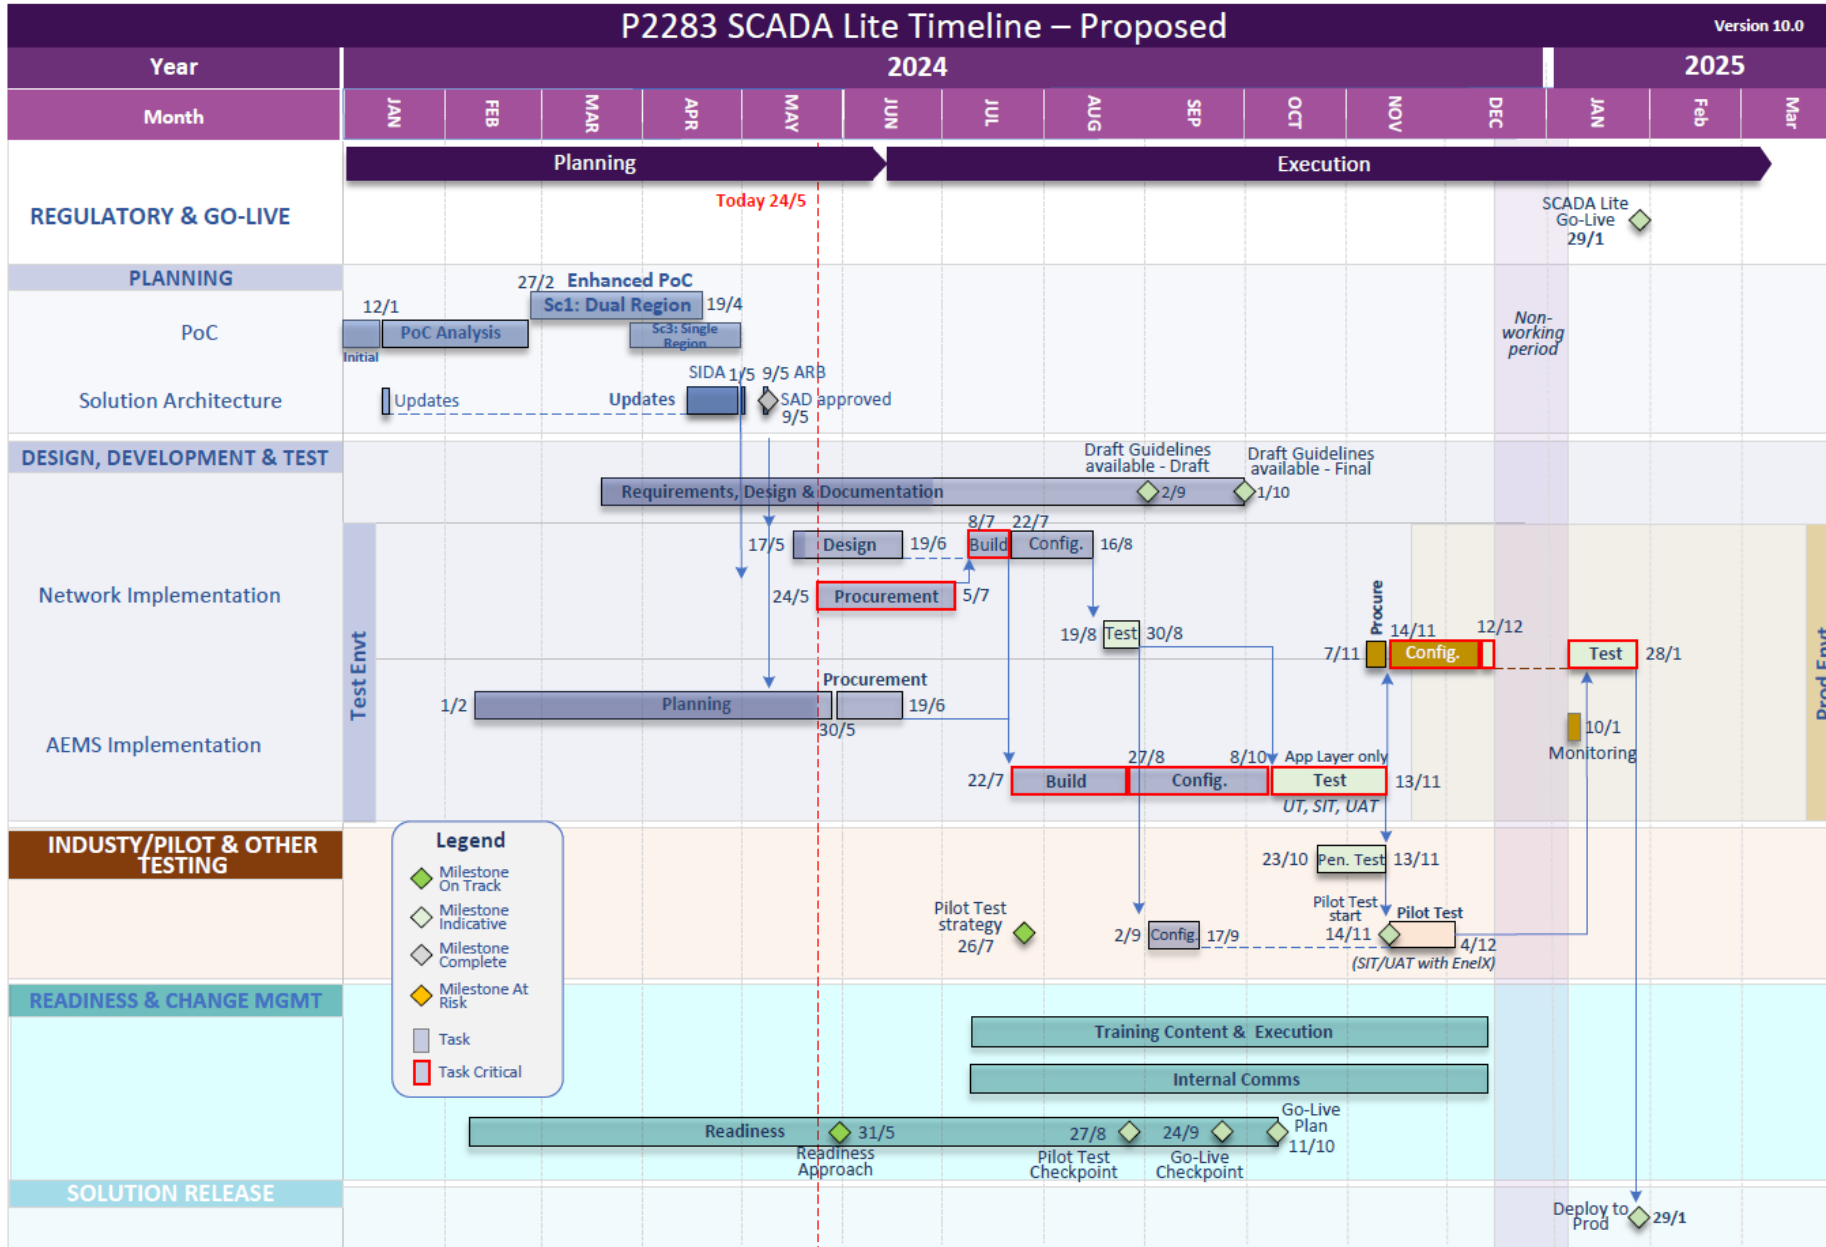 P2283 SCADA Lite Timeline – Proposed
Version 10.0
Year
2024
2025
Month
JAN
FEB
MAR
APR
MAY
JUN
JUL
AUG
SEP
OCT
NOV
DEC
JAN
Feb
Mar
Planning
Execution
Today 24/5
REGULATORY & GO-LIVE
SCADA Lite
Go-Live
29/1
PLANNING
27/2
Enhanced PoC
12/1
Sc1: Dual Region
19/4
PoC
PoC Analysis
Sc3: Single
Region
Initial
Non-
working
period
SIDA
1/5
9/5 ARB
Solution Architecture
Updates
Updates
SAD approved
9/5
DESIGN, DEVELOPMENT & TEST
Draft Guidelines
available - Draft
Draft Guidelines
available - Final
Requirements, Design & Documentation
2/9
1/10
8/7
22/7
17/5
Design
19/6
Build
Config.
16/8
Network Implementation
24/5
Procurement
5/7
19/8
Test
30/8
Procure
14/11
12/12
7/11
Config.
Test
28/1
Test Envt
Prod Envt
Procurement
1/2
Planning
19/6
30/5
AEMS Implementation
10/1
Monitoring
27/8
8/10
App Layer only
22/7
Build
Config.
Test
13/11
UT, SIT, UAT
INDUSTY/PILOT & OTHER
TESTING
23/10
Pen. Test
13/11
Pilot Test
strategy
26/7
2/9
Config.
17/9
Pilot Test
start
14/11
Pilot Test
4/12
(SIT/UAT with EnelX)
Legend
Milestone
On Track
Milestone
Indicative
Milestone
Complete
Milestone At
Risk
Task
Task Critical
READINESS & CHANGE MGMT
Training Content & Execution
Internal Comms
Readiness
31/5
Readiness
Approach
27/8
Pilot Test
Checkpoint
24/9
Go-Live
Checkpoint
Go-Live
Plan
11/10
SOLUTION RELEASE
Deploy to
Prod
29/1